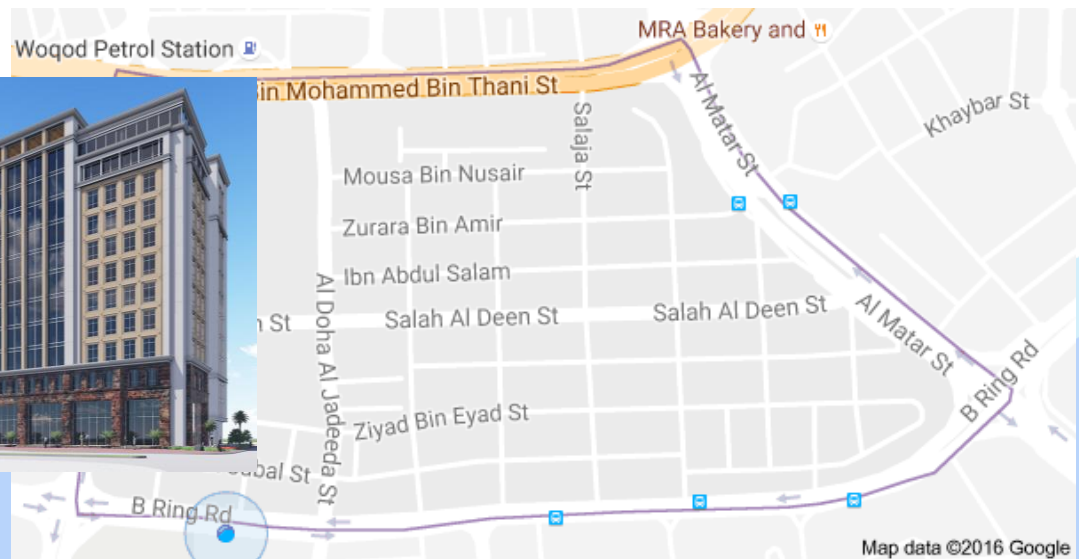 MRA Bakery and
Woqod Petrol Station
in Mohammed Bin Thani St
Al Matar St
Khaybar St
Salaja St
Mousa Bin Nusair
Zurara Bin Amir
Ibn Abdul Salam
Al Doha Al Jadeeda St
St
Salah Al Deen St
Salah Al Deen St
Al Matar St
B Ring Rd
Ziyad Bin Eyad St
St
B Ring Rd
Map data ©2016 Google